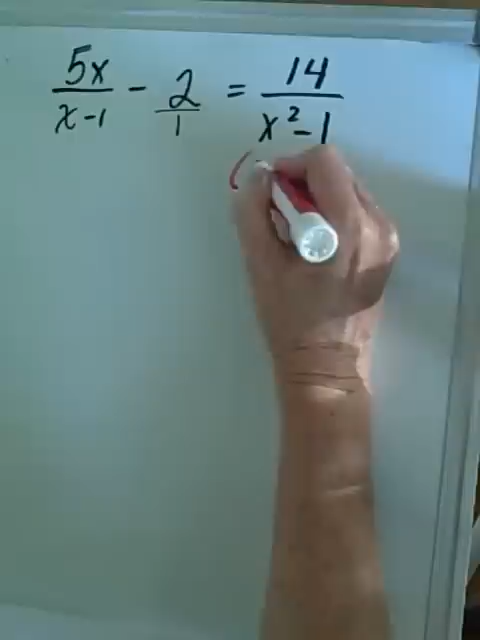 5x/(x-1) - 2/1 = 14/(x²-1)
(